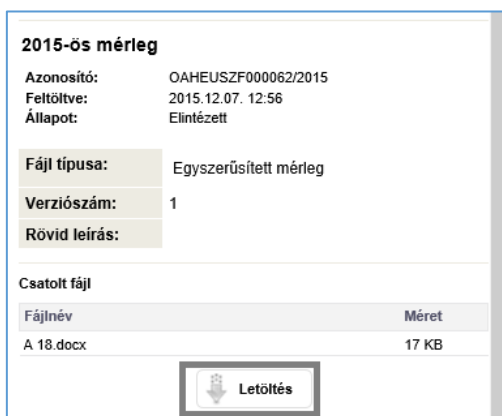 2015-ös mérleg
Azonosító: OAHEUSZF000062/2015
Feltöltve: 2015.12.07. 12:56
Állapot: Elintézett
Fájl típusa: Egyszerűsített mérleg
Verziószám: 1
Rövid leírás:
Csatolt fájl
Fájlnév Méret
A 18.docx 17 KB
Letöltés